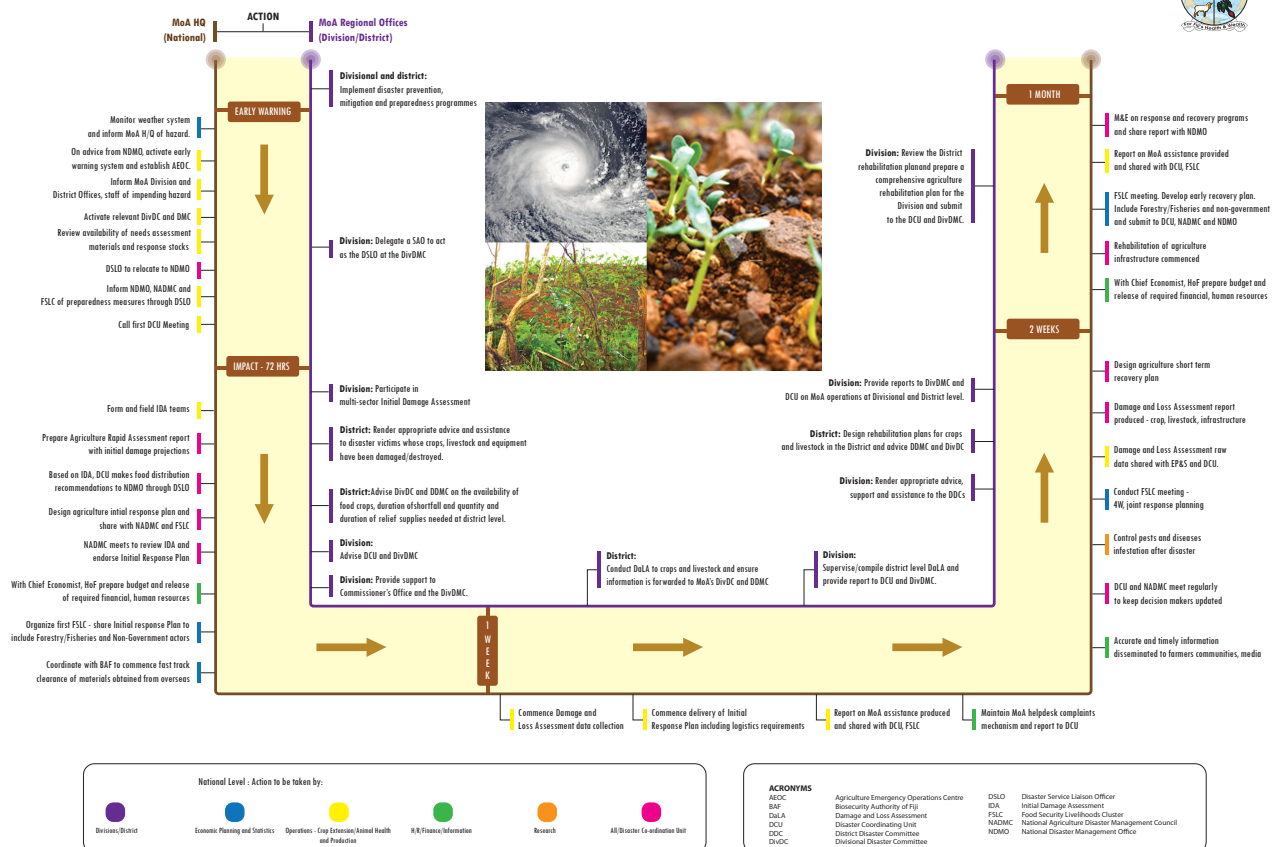 For Fiji's Health & Wealth
ACTION
MoA HQ
(National)
MoA Regional Offices
(Division/District)
EARLY WARNING
Monitor weather system
and inform MoA H/Q of hazard.
On advice from NDMO, activate early
warning system and establish AEOC.
Inform MoA Division and
District Offices, staff of impending hazard
Activate relevant DivDC and DMC
Review availability of needs assessment
materials and response stocks
DSLO to relocate to NDMO
Inform NDMO, NADMC and
FSLC of preparedness measures through DSLO
Call first DCU Meeting
IMPACT - 72 HRS
Form and field IDA teams
Prepare Agriculture Rapid Assessment report
with initial damage projections
Based on IDA, DCU makes food distribution
recommendations to NDMO through DSLO
Design agriculture intial response plan and
share with NADMC and FSLC
NADMC meets to review IDA and
endorse Initial Response Plan
With Chief Economist, HoF prepare budget and release
of required financial, human resources
Organize first FSLC - share Initial response Plan to
include Forestry/Fisheries and Non-Government actors
Coordinate with BAF to commence fast track
clearance of materials obtained from overseas
Divisional and district:
Implement disaster prevention,
mitigation and preparedness programmes
Division: Delegate a SAO to act
as the DSLO at the DivDMC
Division: Participate in
multi-sector Initial Damage Assessment
District: Render appropriate advice and assistance
to disaster victims whose crops, livestock and equipment
have been damaged/destroyed.
District:Advise DivDC and DDMC on the availability of
food crops, duration ofshortfall and quantity and
duration of relief supplies needed at district level.
Division:
Advise DCU and DivDMC
Division: Provide support to
Commissioner's Office and the DivDMC.
1
W
E
E
K
District:
Conduct DaLA to crops and livestock and ensure
information is forwarded to MoA's DivDC and DDMC
Division:
Supervise/compile district level DaLA and
provide report to DCU and DivDMC.
Commence Damage and
Loss Assessment data collection
Commence delivery of Initial
Response Plan including logistics requirements
Report on MoA assistance produced
and shared with DCU, FSLC
Maintain MoA helpdesk complaints
mechanism and report to DCU
Division: Review the District
rehabilitation planand prepare a
comprehensive agriculture
rehabilitation plan for the
Division and submit
to the DCU and DivDMC.
Division: Provide reports to DivDMC and
DCU on MoA operations at Divisional and District level.
District: Design rehabilitation plans for crops
and livestock in the District and advice DDMC and DivDC
Division: Render appropriate advice,
support and assistance to the DDCs
1 MONTH
M&E on response and recovery programs
and share report with NDMO
Report on MoA assistance provided
and shared with DCU, FSLC
FSLC meeting. Develop early recovery plan.
Include Forestry/Fisheries and non-government
and submit to DCU, NADMC and NDMO
Rehabilitation of agriculture
infrastructure commenced
With Chief Economist, HoF prepare budget and
release of required financial, human resources
2 WEEKS
Design agriculture short term
recovery plan
Damage and Loss Assessment report
produced - crop, livestock, infrastructure
Damage and Loss Assessment raw
data shared with EP&S and DCU.
Conduct FSLC meeting -
4W, joint response planning
Control pests and diseases
infestation after disaster
DCU and NADMC meet regularly
to keep decision makers updated
Accurate and timely information
disseminated to farmers communities, media
National Level : Action to be taken by:
Divisions/District
Economic Planning and Statistics
Operations - Crop Extension/Animal Health
and Production
H/R/Finance/Information
Research
All/Disaster Co-ordination Unit
ACRONYMS
AEOC Agriculture Emergency Operations Centre
BAF Biosecurity Authority of Fiji
DaLA Damage and Loss Assessment
DCU Disaster Coordinating Unit
DDC District Disaster Committee
DivDC Divisional Disaster Committee
DSLO Disaster Service Liaison Officer
IDA Initial Damage Assessment
FSLC Food Security Livelihoods Cluster
NADMC National Agriculture Disaster Management Council
NDMO National Disaster Management Office